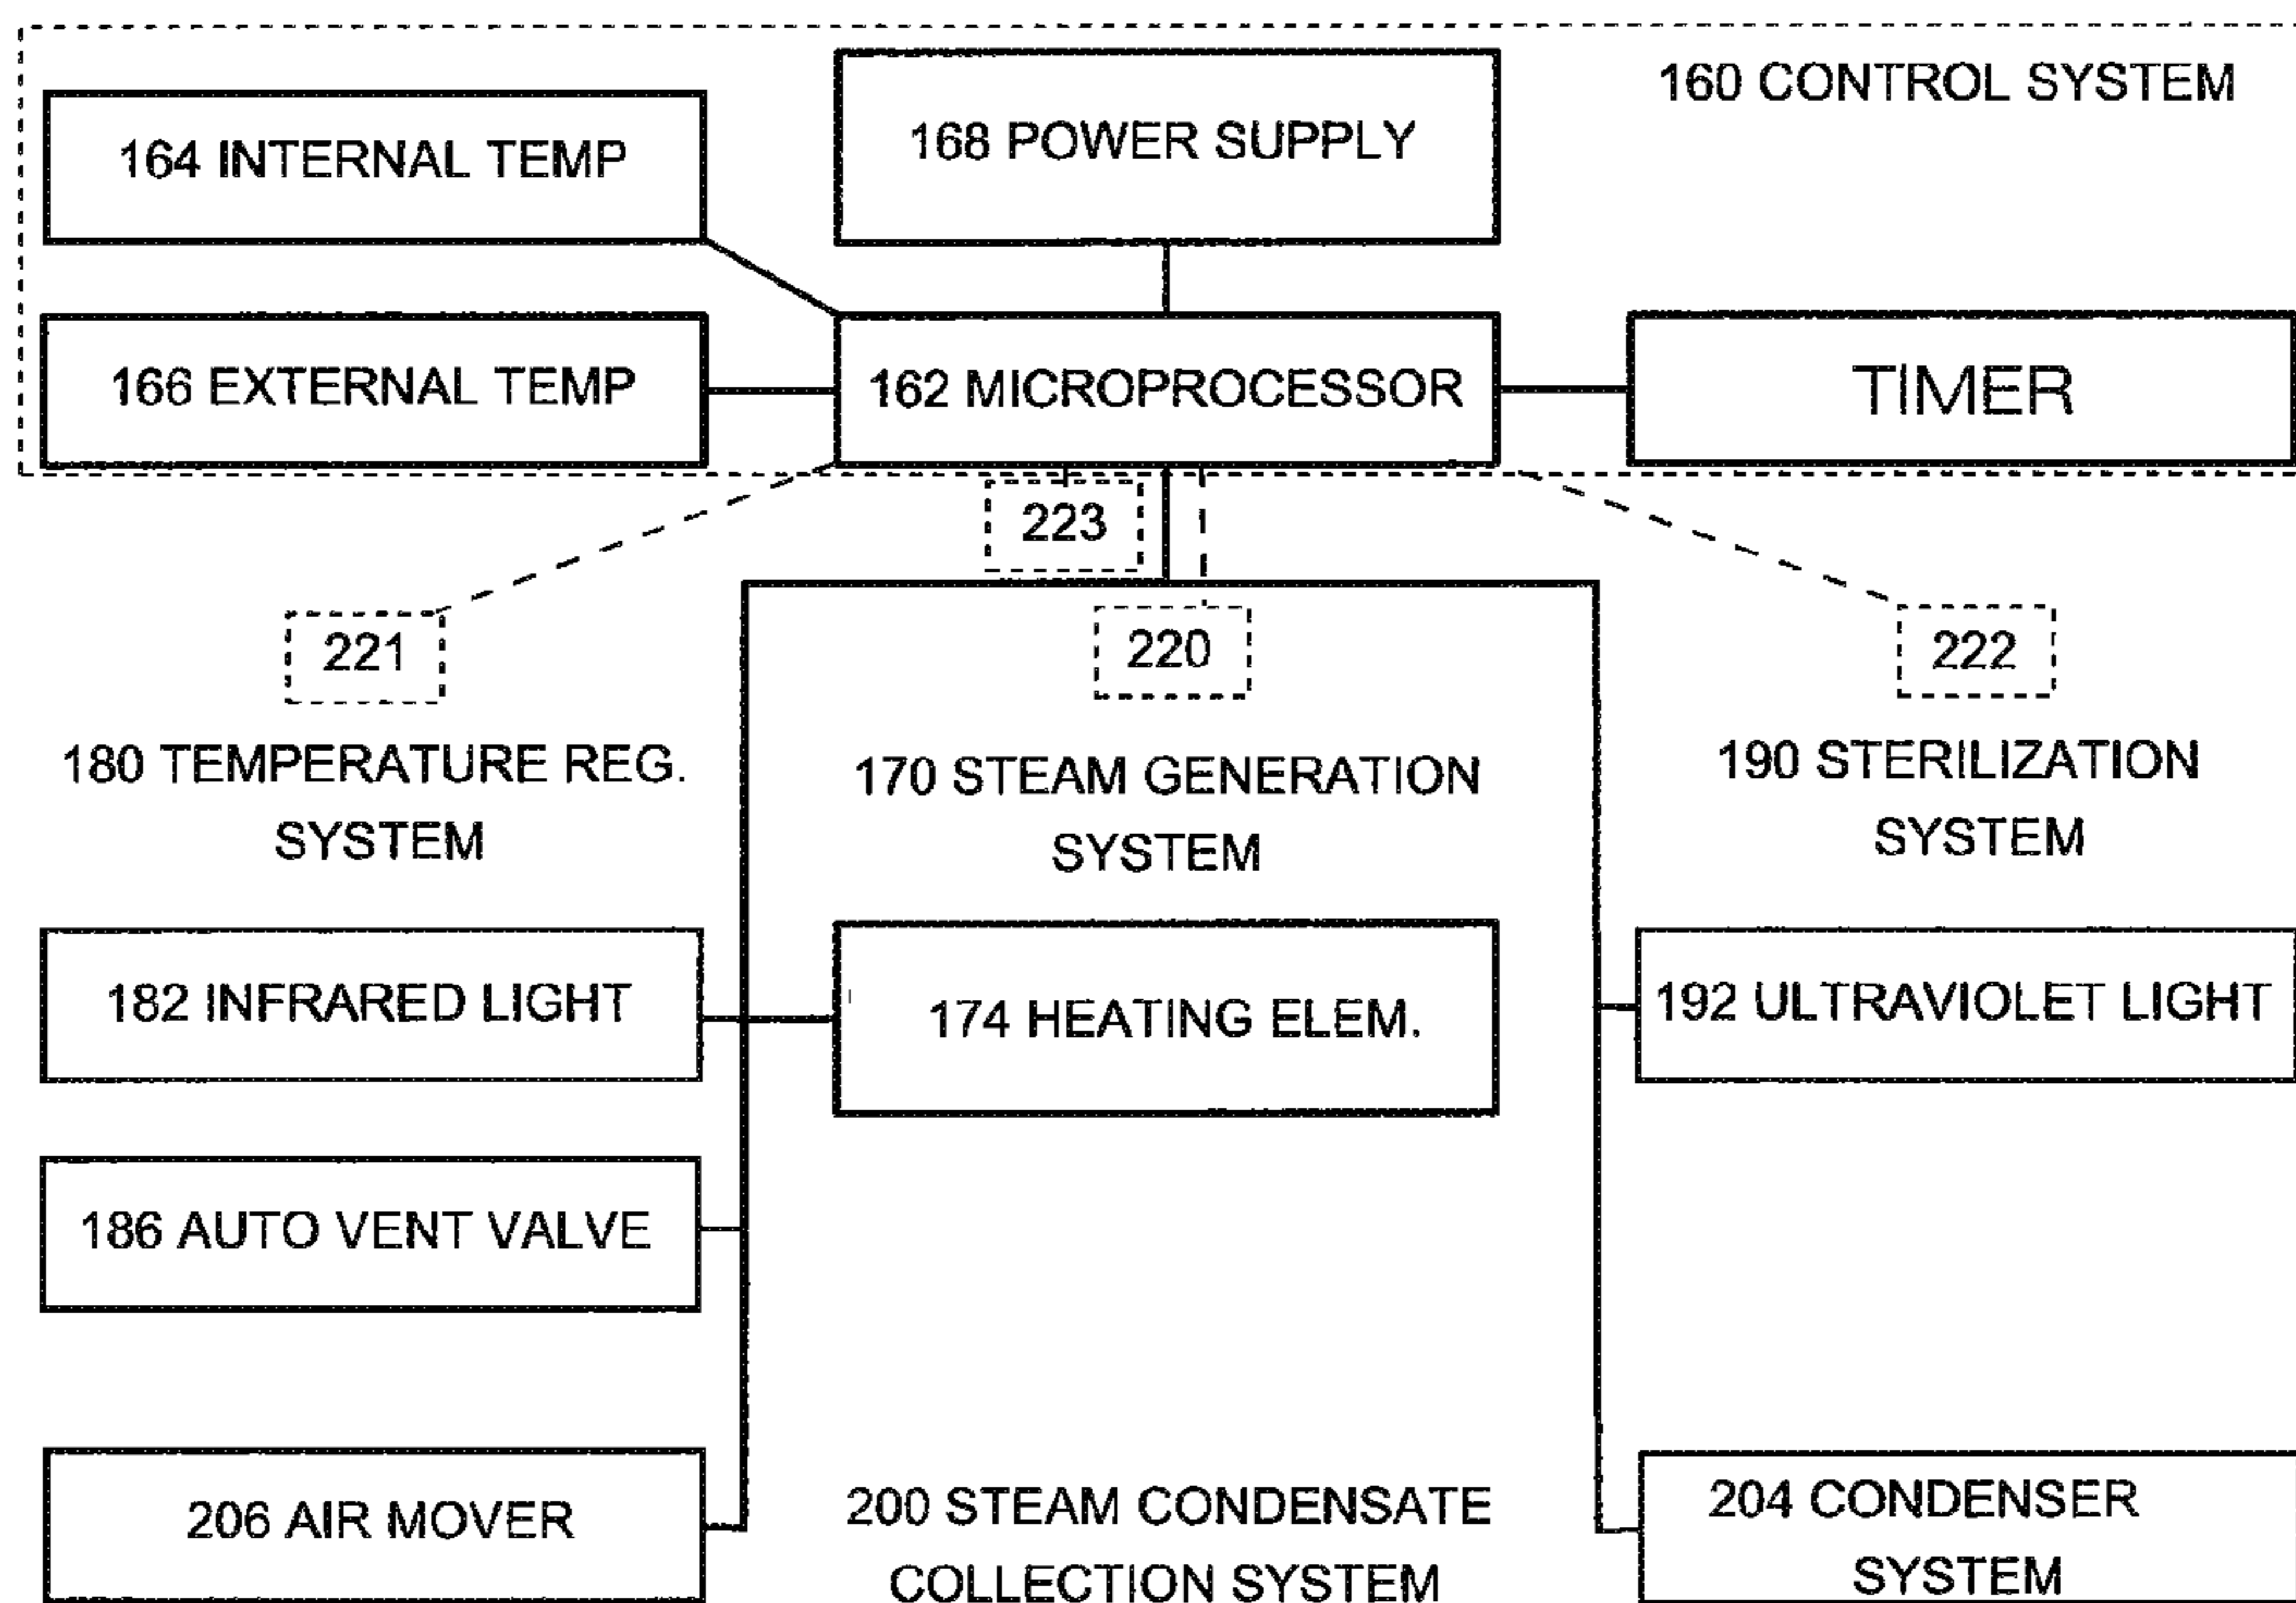 160 CONTROL SYSTEM
164 INTERNAL TEMP
168 POWER SUPPLY
166 EXTERNAL TEMP
162 MICROPROCESSOR
TIMER
223
221
220
222
180 TEMPERATURE REG.
SYSTEM
170 STEAM GENERATION
SYSTEM
190 STERILIZATION
SYSTEM
182 INFRARED LIGHT
174 HEATING ELEM.
192 ULTRAVIOLET LIGHT
186 AUTO VENT VALVE
206 AIR MOVER
200 STEAM CONDENSATE
COLLECTION SYSTEM
204 CONDENSER
SYSTEM